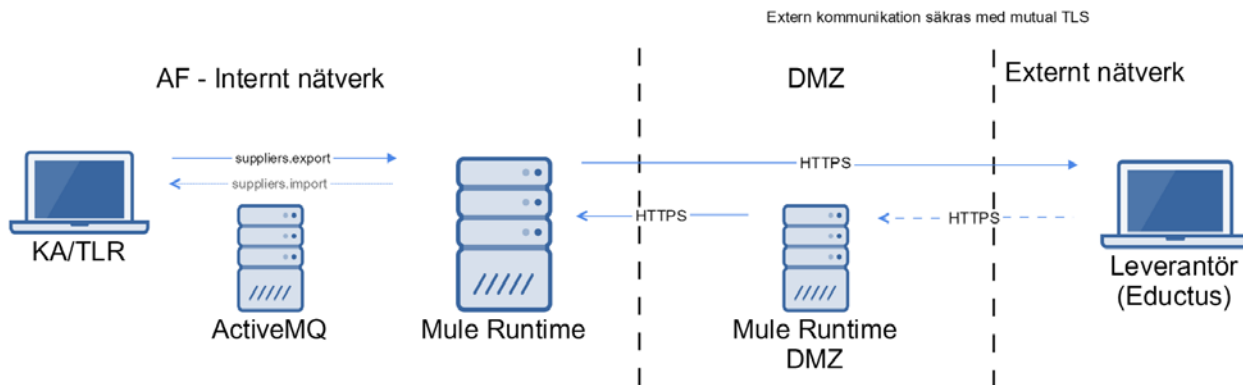 Extern kommunikation säkras med mutual TLS
AF - Internt nätverk
DMZ
Externt nätverk
suppliers.export
suppliers.import
HTTPS
HTTPS
HTTPS
KA/TLR
ActiveMQ
Mule Runtime
Mule Runtime
DMZ
Leverantör
(Eductus)